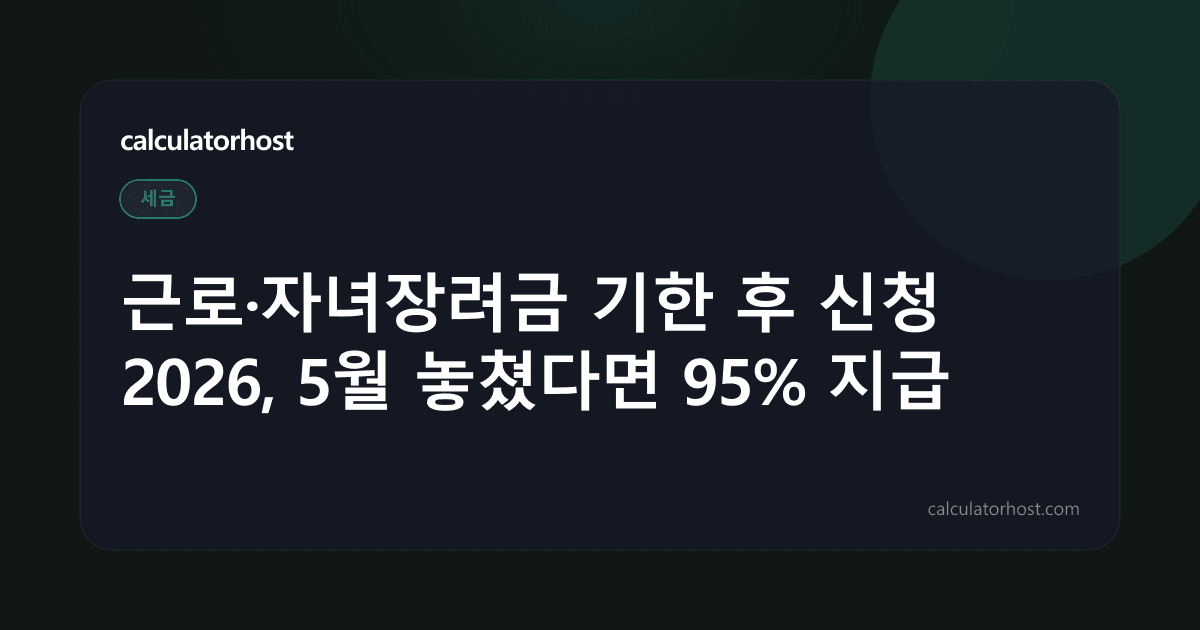 calculatorhost
세금
근로·자녀장려금 기한 후 신청
2026, 5월 놓쳤다면 95% 지급
calculatorhost.com